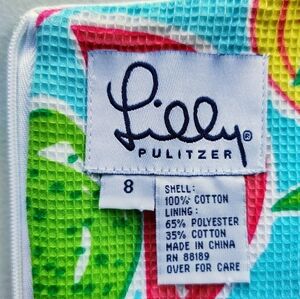 Lilly®
PULITZER
8
SHELL:
100% COTTON
LINING:
65% POLYESTER
35% COTTON
MADE IN CHINA
RN 88189
OVER FOR CARE